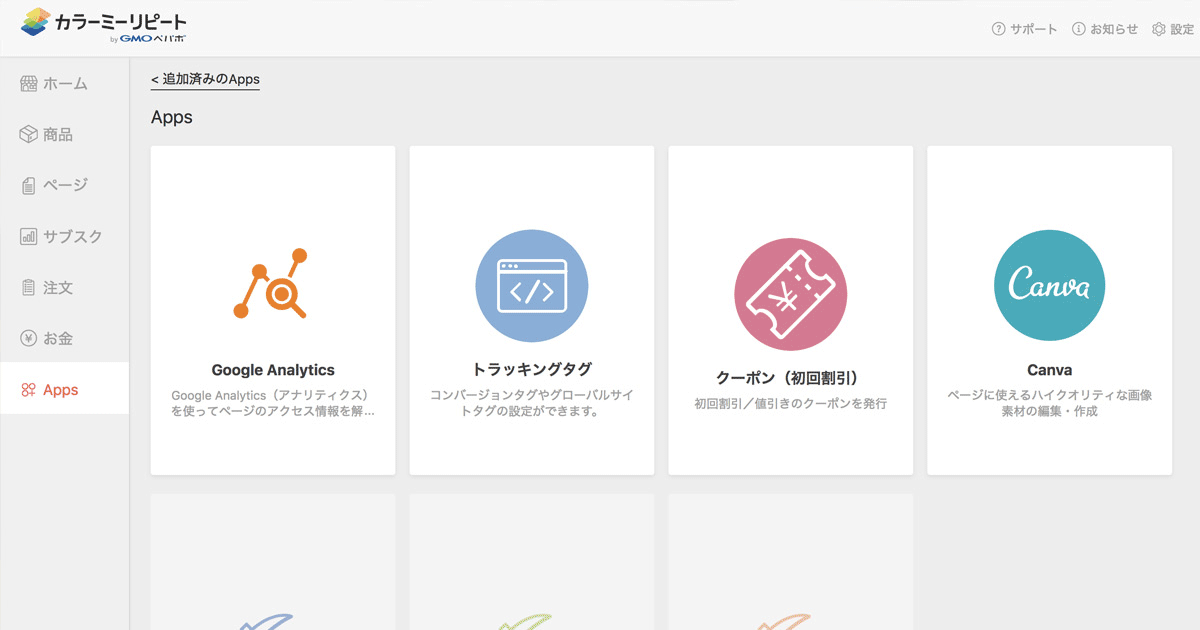 カラーミーリピート
by GMOペパボ
サポート
お知らせ
設定
ホーム
商品
ページ
サブスク
注文
お金
Apps
< 追加済みのApps
Apps
Google Analytics
Google Analytics（アナリティクス）
を使ってページのアクセス情報を解...
トラッキングタグ
コンバージョンタグやグローバルサイ
トタグの設定ができます。
クーポン（初回割引）
初回割引／値引きのクーポンを発行
Canva
Canva
ページに使えるハイクオリティな画像
素材の編集・作成